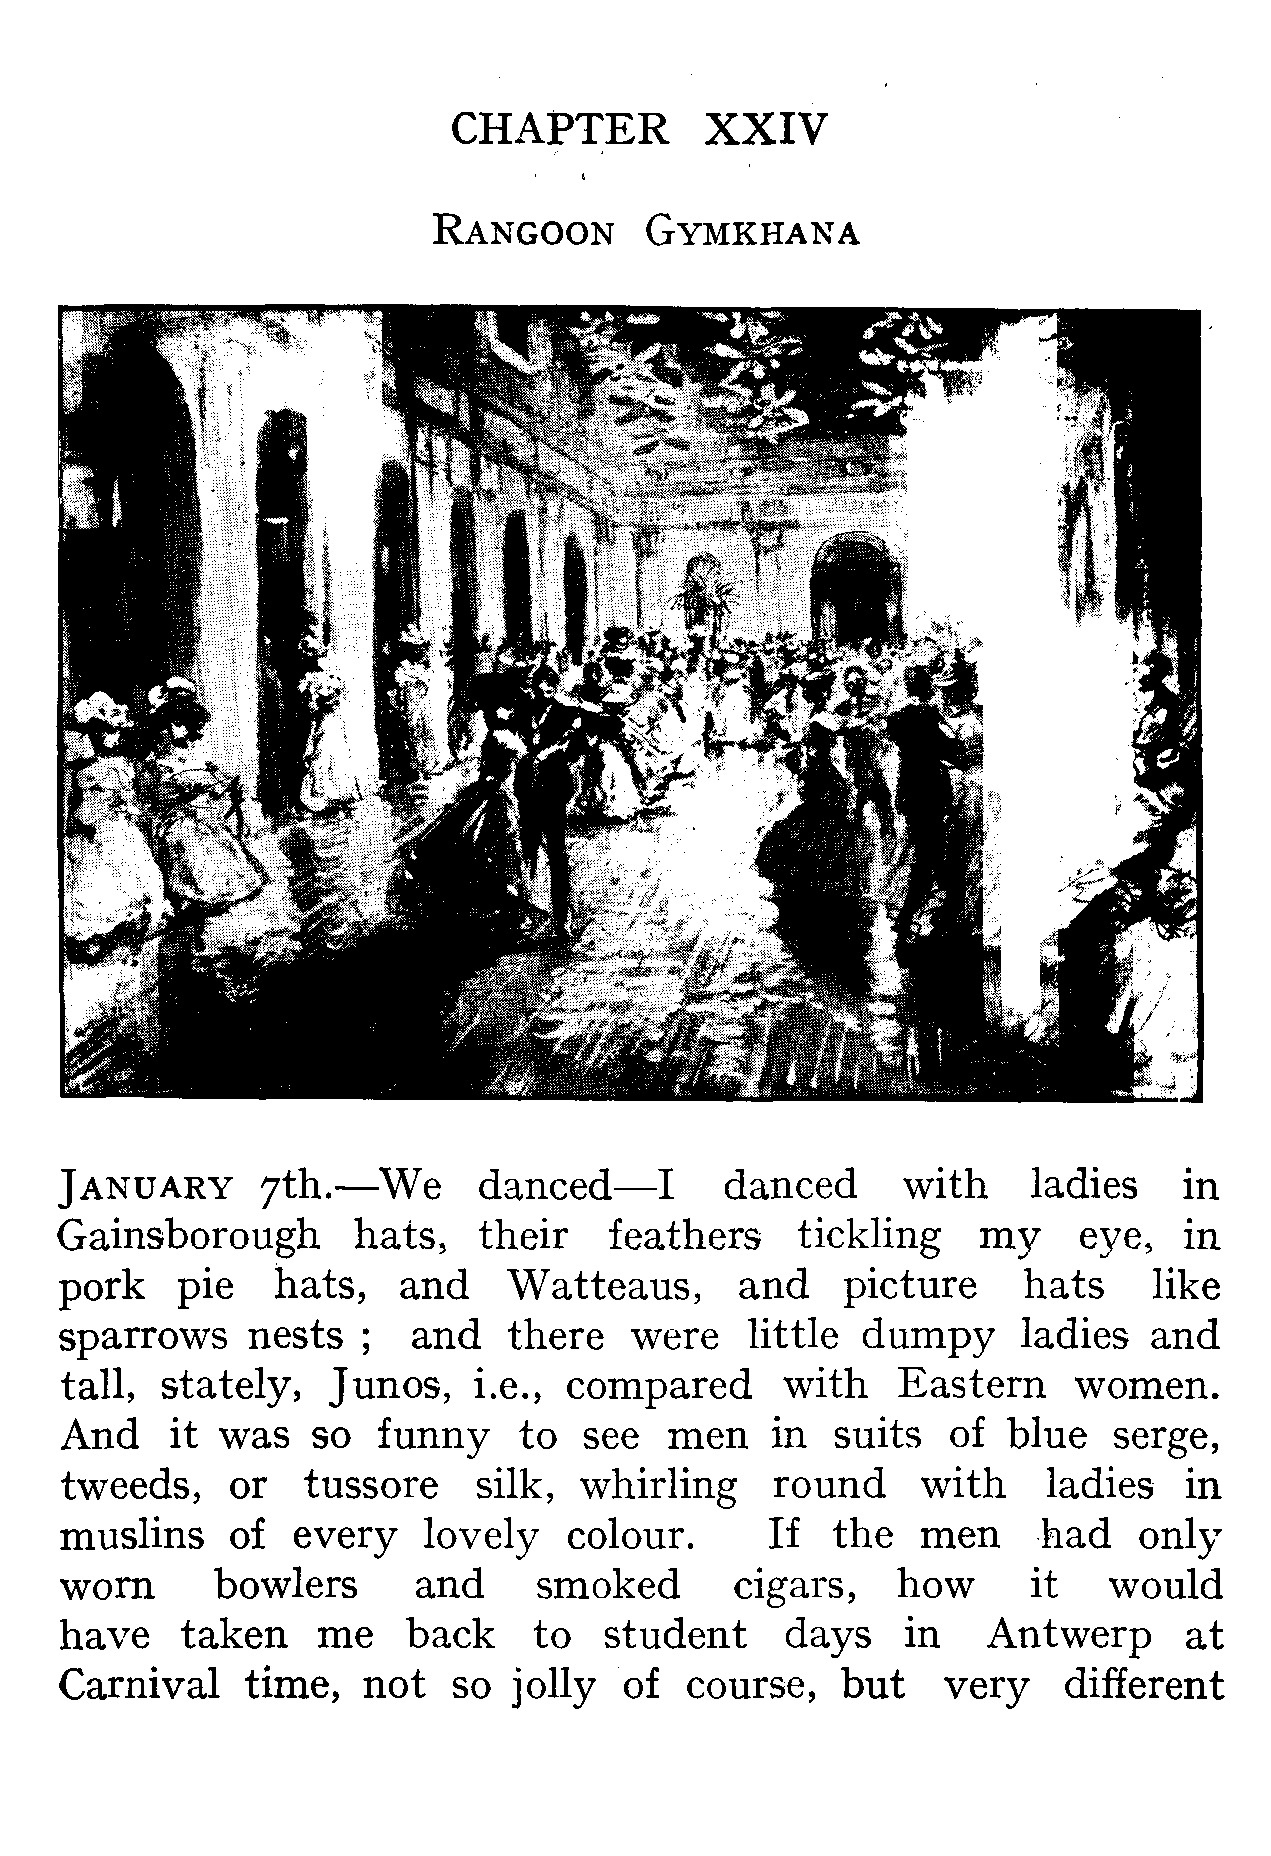 CHAPTER XXIV
RANGOON GYMKHANA
JANUARY 7th.—We danced—I danced with ladies in
Gainsborough hats, their feathers tickling my eye, in
pork pie hats, and Watteaus, and picture hats like
sparrows nests ; and there were little dumpy ladies and
tall, stately, Junos, i.e., compared with Eastern women.
And it was so funny to see men in suits of blue serge,
tweeds, or tussore silk, whirling round with ladies in
muslins of every lovely colour. If the men had only
worn bowlers and smoked cigars, how it would
have taken me back to student days in Antwerp at
Carnival time, not so jolly of course, but very different